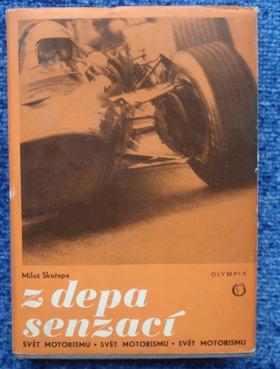 Miloš Skořepa
OLYMPIA
z depa
senzací
SVĚT MOTORISMU • SVĚT MOTORISMU • SVĚT MOTORISMU